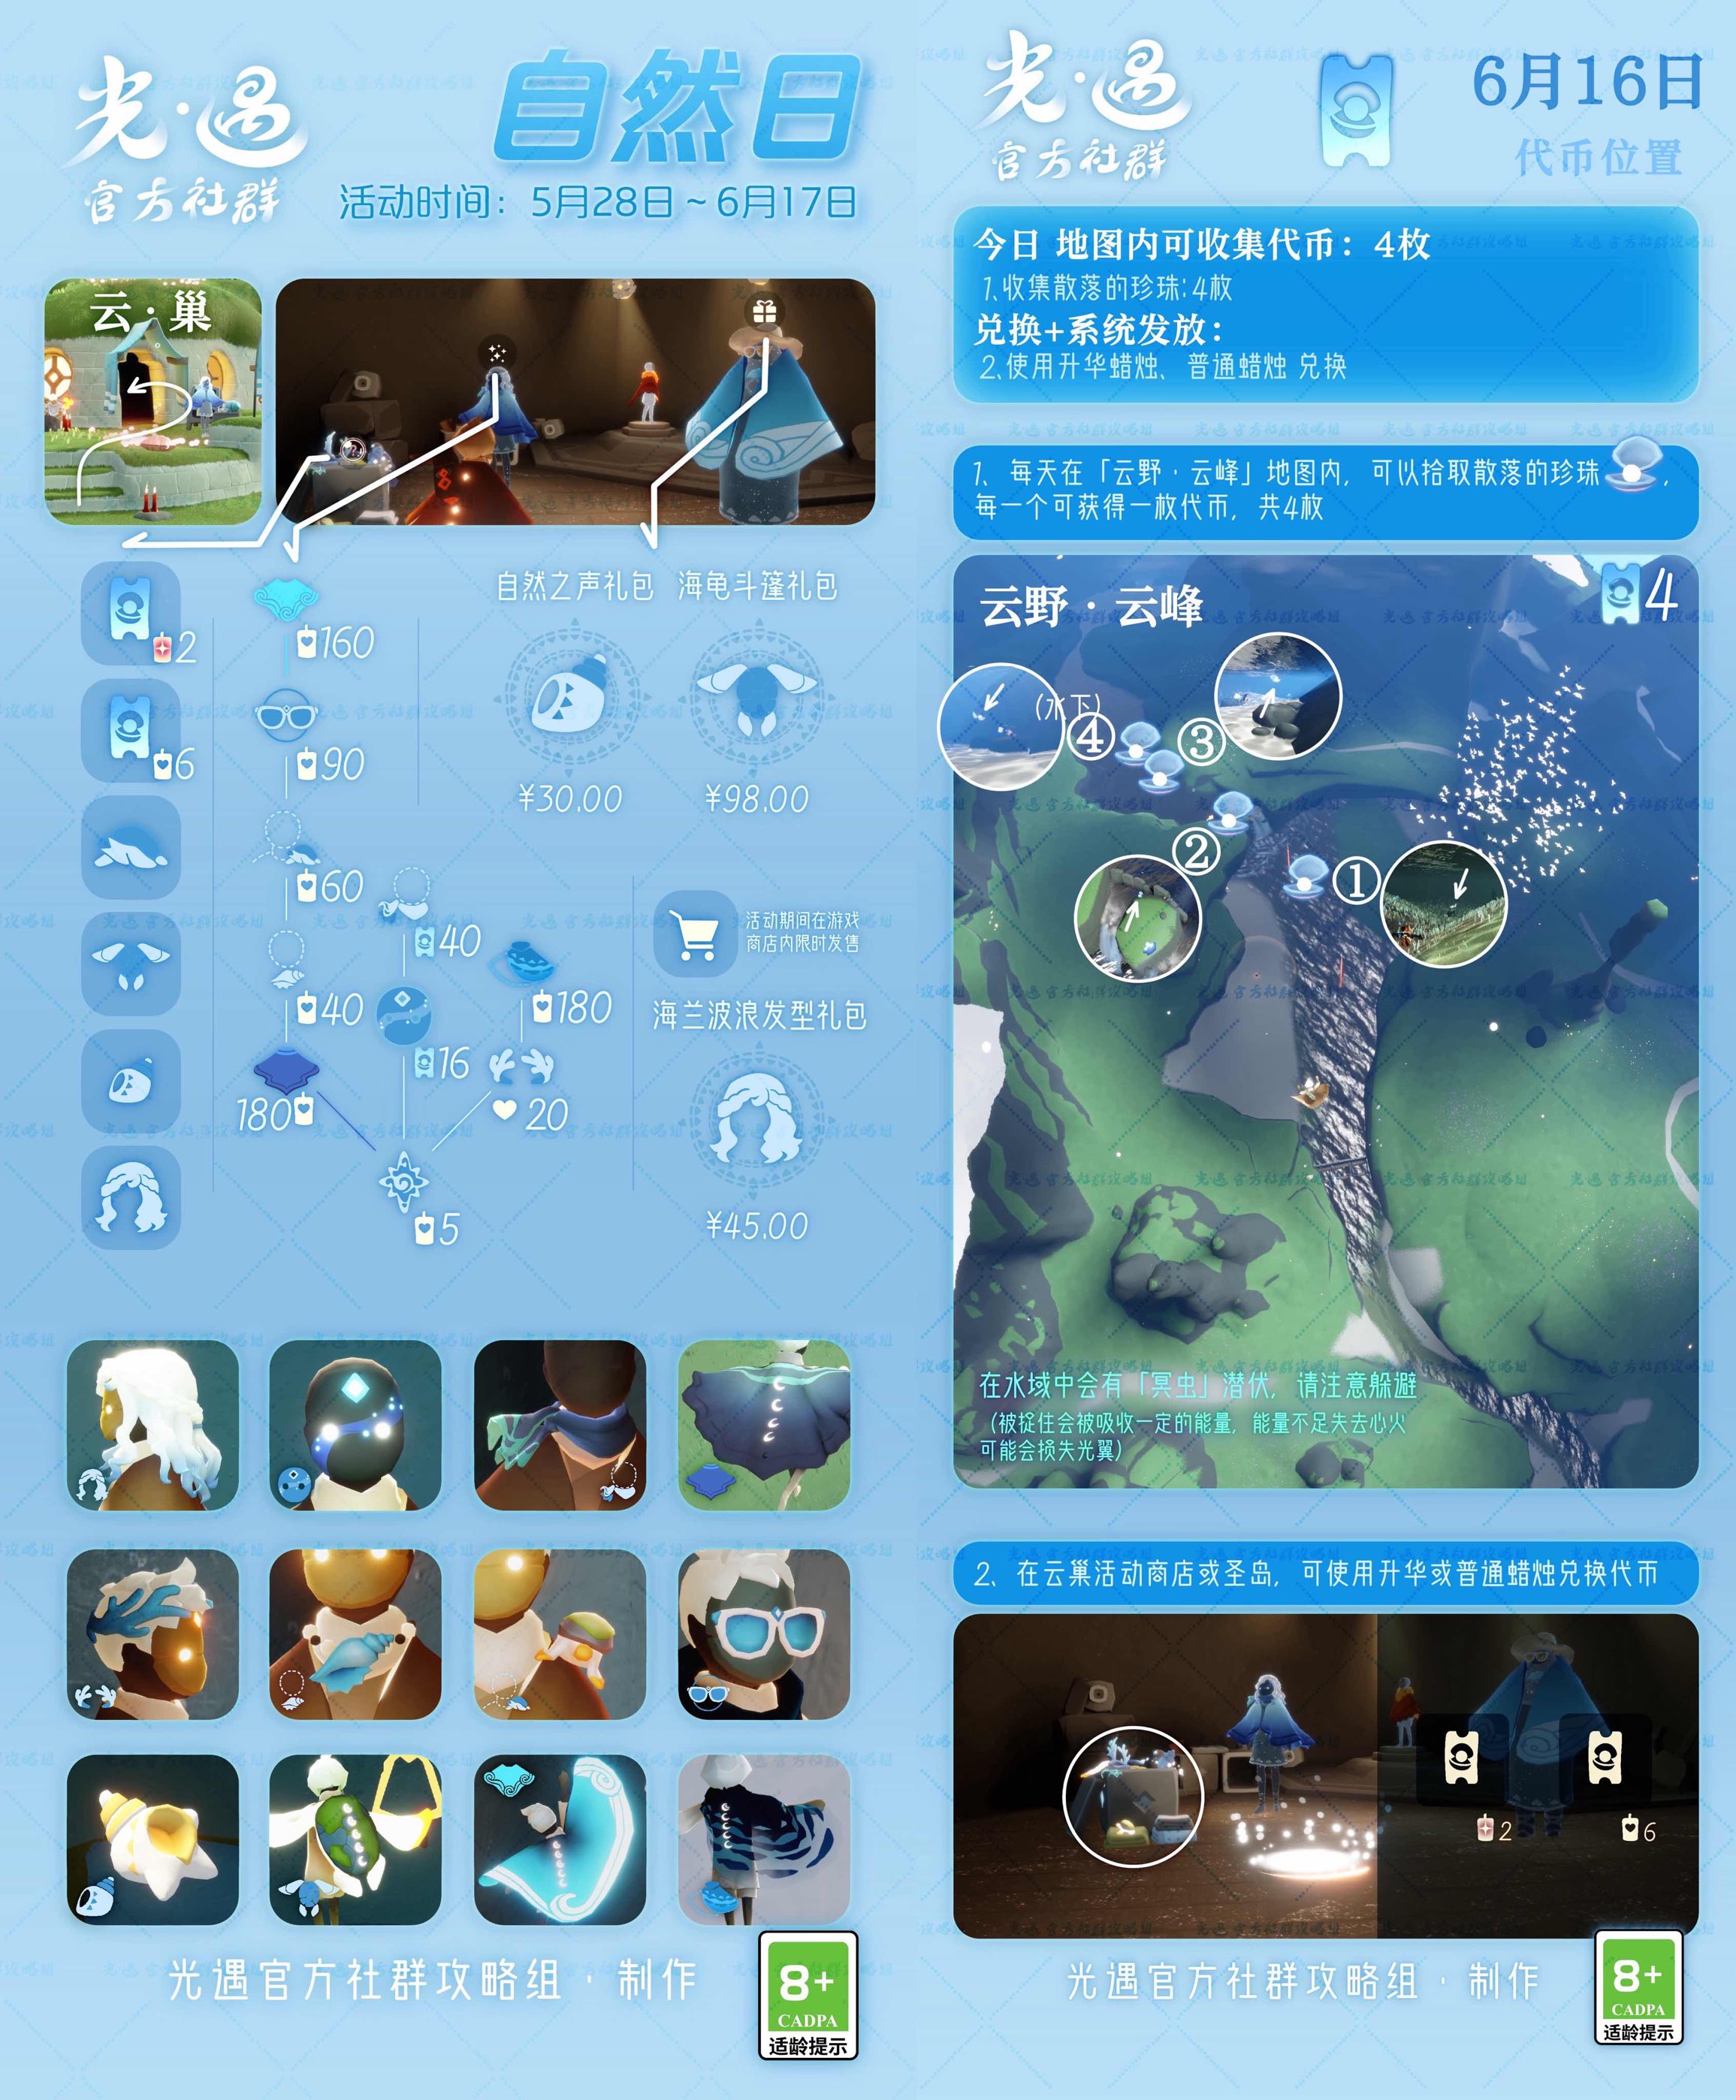 光·遇
官方社群
自然日
活动时间：5月28日~6月17日
云·巢
2
6
160
90
60
40
180
40
16
180
20
5
自然之声礼包
海龟斗篷礼包
¥30.00
¥98.00
活动期间在游戏
商店内限时发售
海兰波浪发型礼包
¥45.00
光遇官方社群攻略组·制作
8+
CADPA
适龄提示
光·遇
官方社群
6月16日
代币位置
今日 地图内可收集代币：4枚
1、收集散落的珍珠:4枚
兑换+系统发放：
2、使用升华蜡烛、普通蜡烛 兑换
1、每天在「云野·云峰」地图内，可以拾取散落的珍珠，
每一个可获得一枚代币，共4枚
云野·云峰
4
（水下）
④
③
②
①
在水域中会有「冥虫」潜伏，请注意躲避
（被捉住会被吸收一定的能量，能量不足失去心火
可能会损失光翼）
2、在云巢活动商店或圣岛，可使用升华或普通蜡烛兑换代币
2
6
光遇官方社群攻略组·制作
8+
CADPA
适龄提示